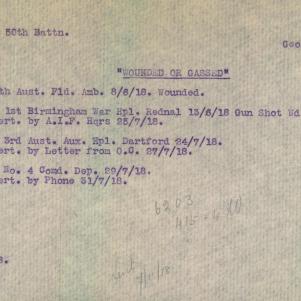 50th Battn.
"WOUNDED OR GASSED"
th Aust. Fld. Amb. 8/6/18. Wounded.
1st Birmingham War Hpl. Rednal 13/6/18 Gun Shot Wd
ert. by A.I.F. Hqrs 25/7/18.
3rd Aust. Aux. Hpl. Dartford 24/7/18.
ert. by Letter from O.C. 27/7/18.
No. 4 Comd. Dep. 29/7/18.
ert. by Phone 31/7/18.
6203